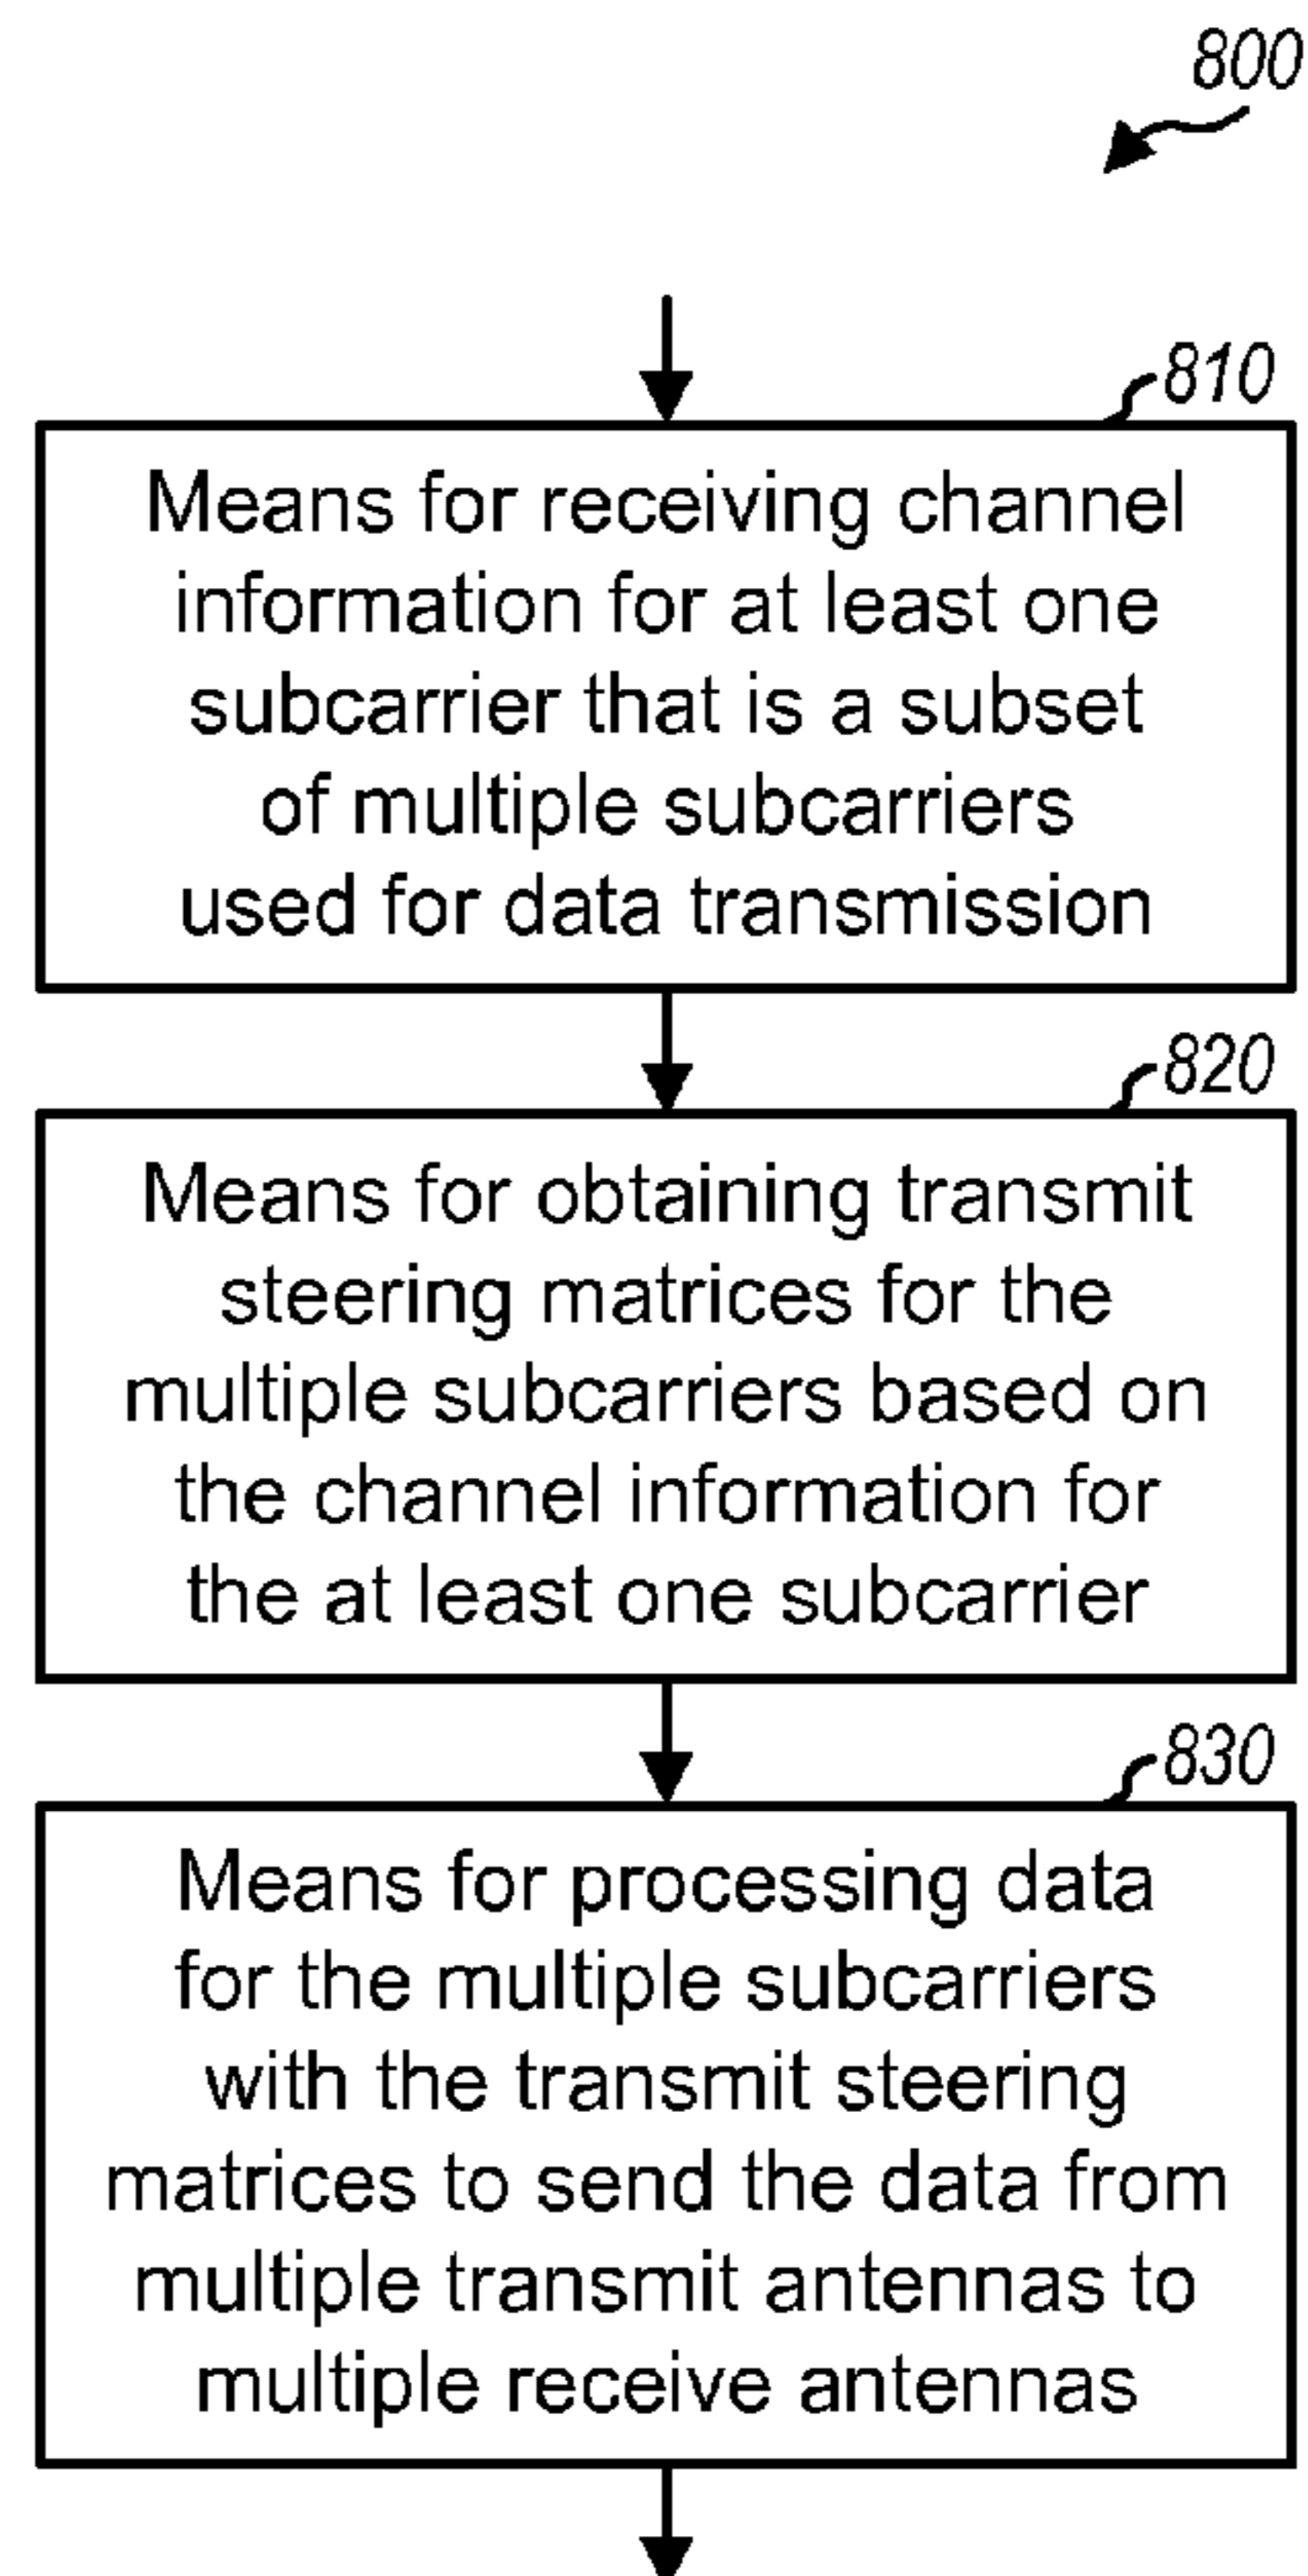 800
810
Means for receiving channel
information for at least one
subcarrier that is a subset
of multiple subcarriers
used for data transmission
820
Means for obtaining transmit
steering matrices for the
multiple subcarriers based on
the channel information for
the at least one subcarrier
830
Means for processing data
for the multiple subcarriers
with the transmit steering
matrices to send the data from
multiple transmit antennas to
multiple receive antennas